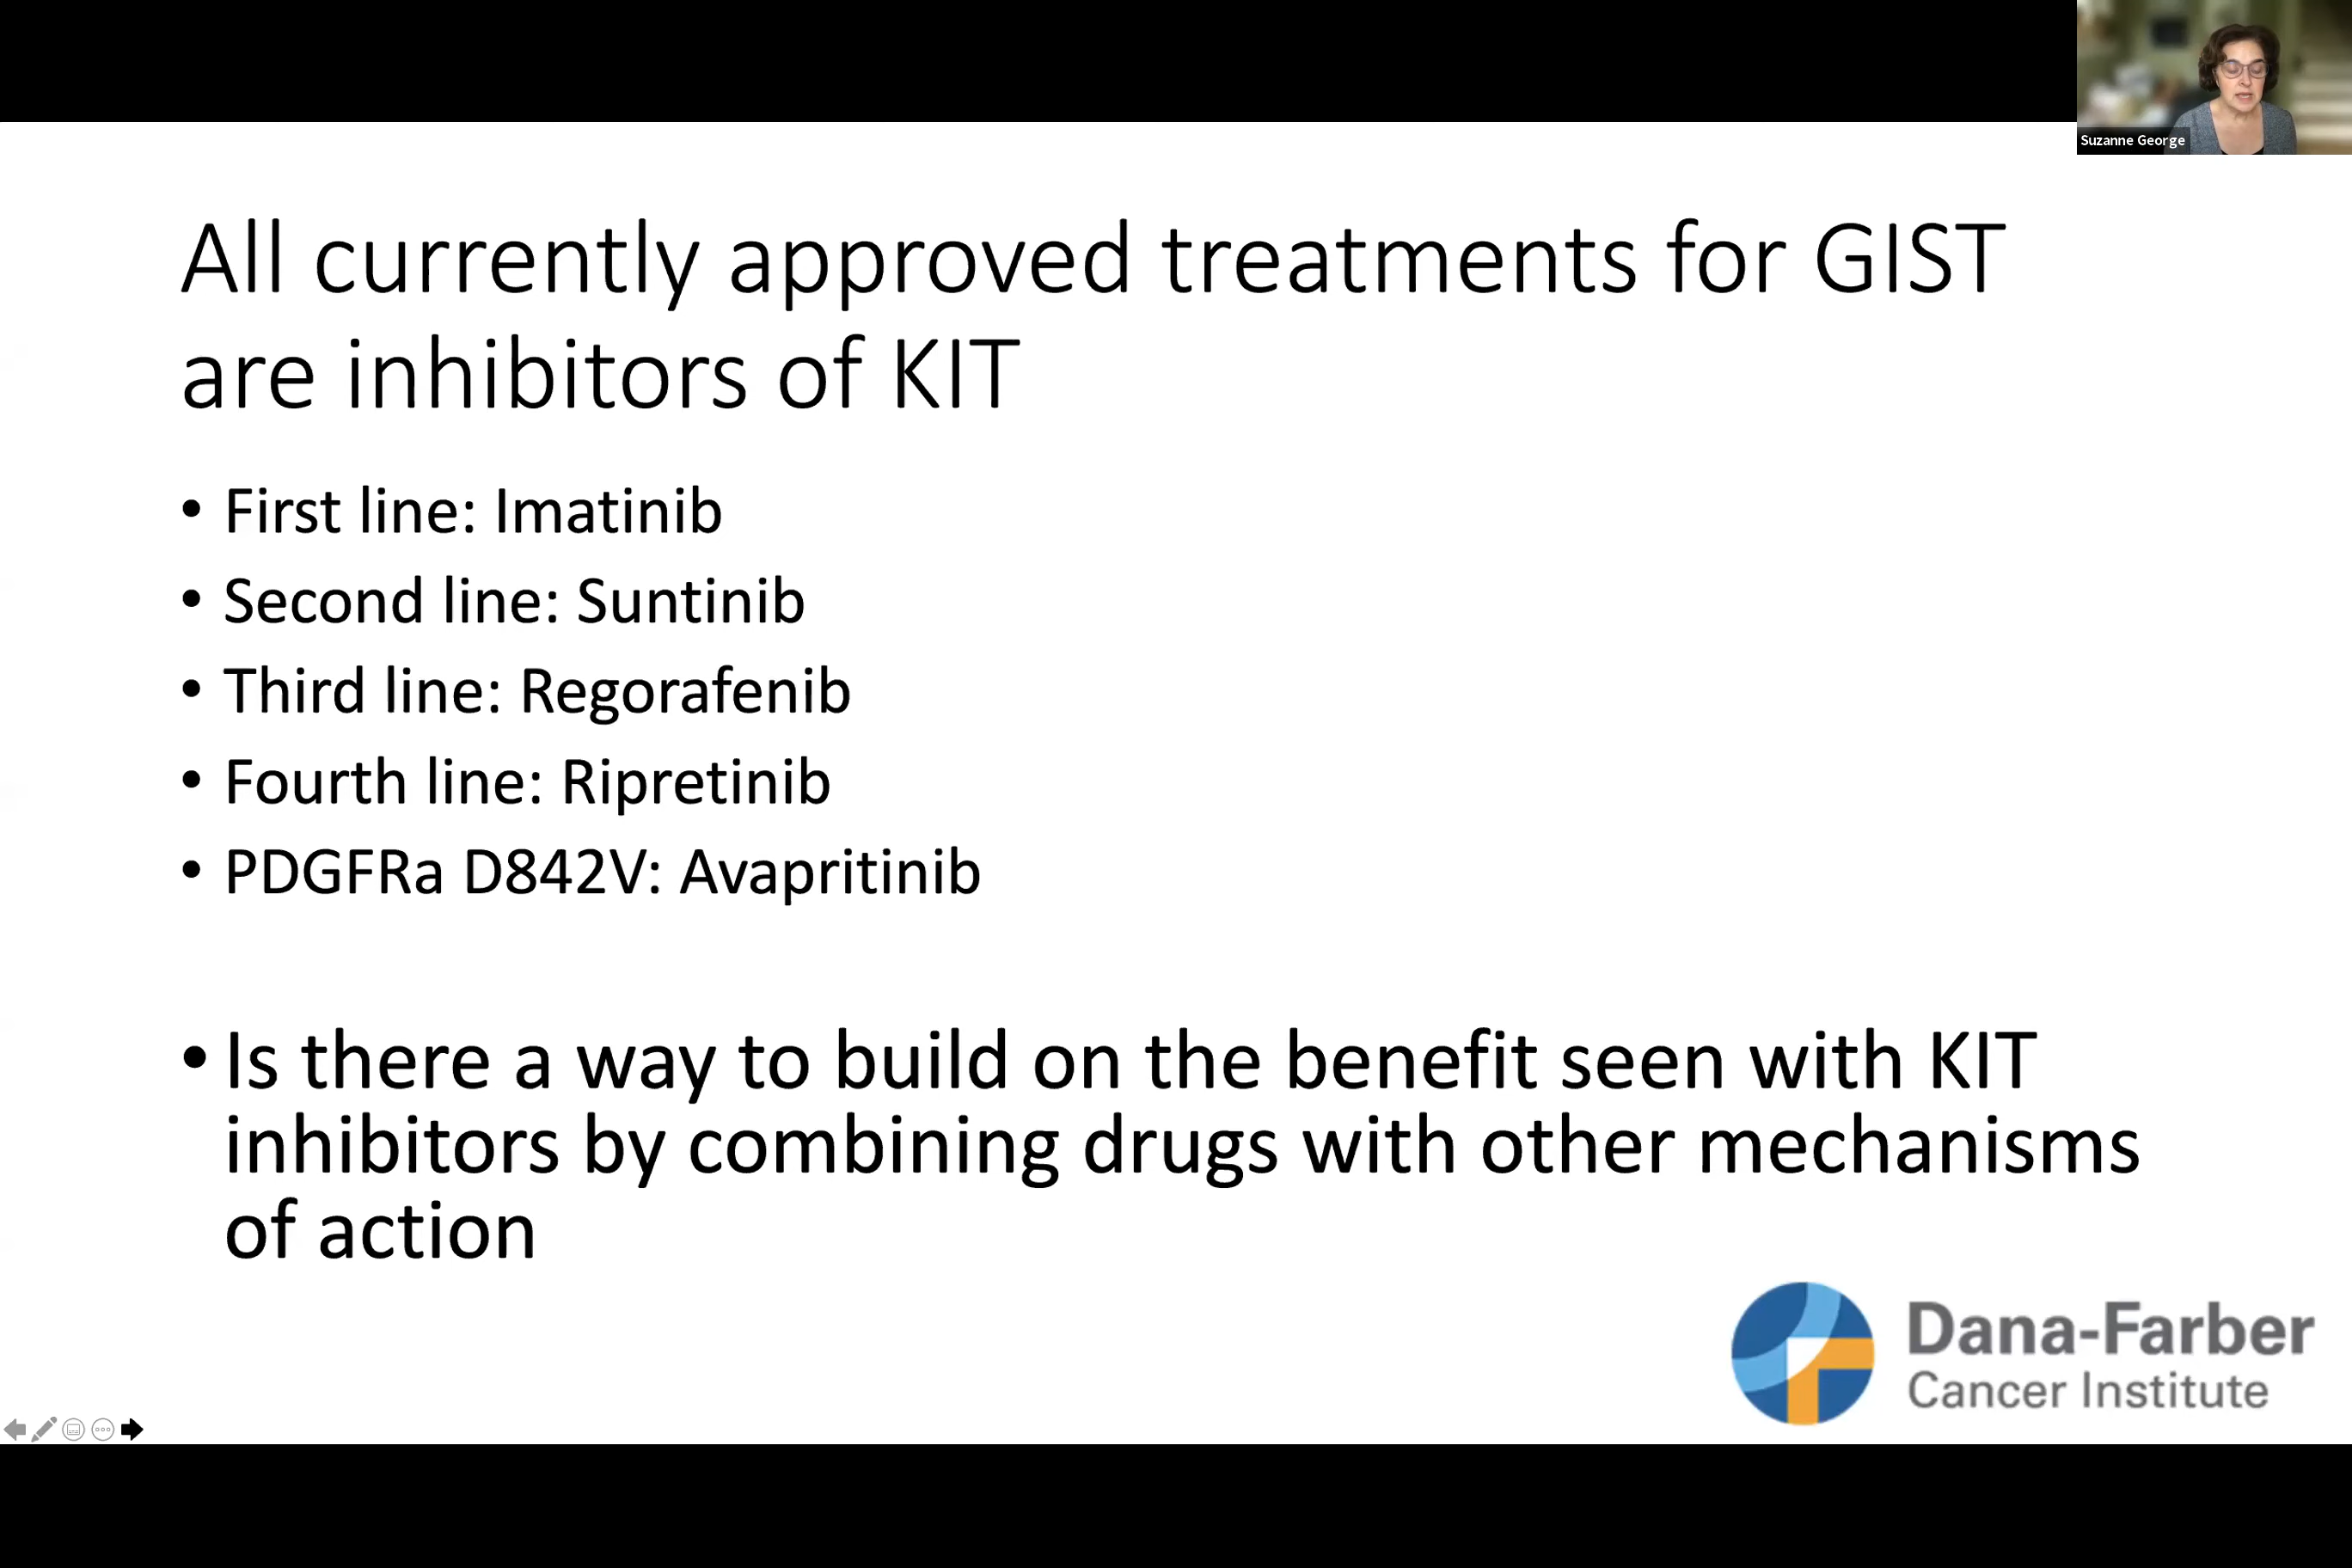 Suzanne George
All currently approved treatments for GIST
are inhibitors of KIT
• First line: Imatinib
• Second line: Suntinib
• Third line: Regorafenib
• Fourth line: Ripretinib
• PDGFRa D842V: Avapritinib
• Is there a way to build on the benefit seen with KIT
inhibitors by combining drugs with other mechanisms
of action
Dana-Farber
Cancer Institute